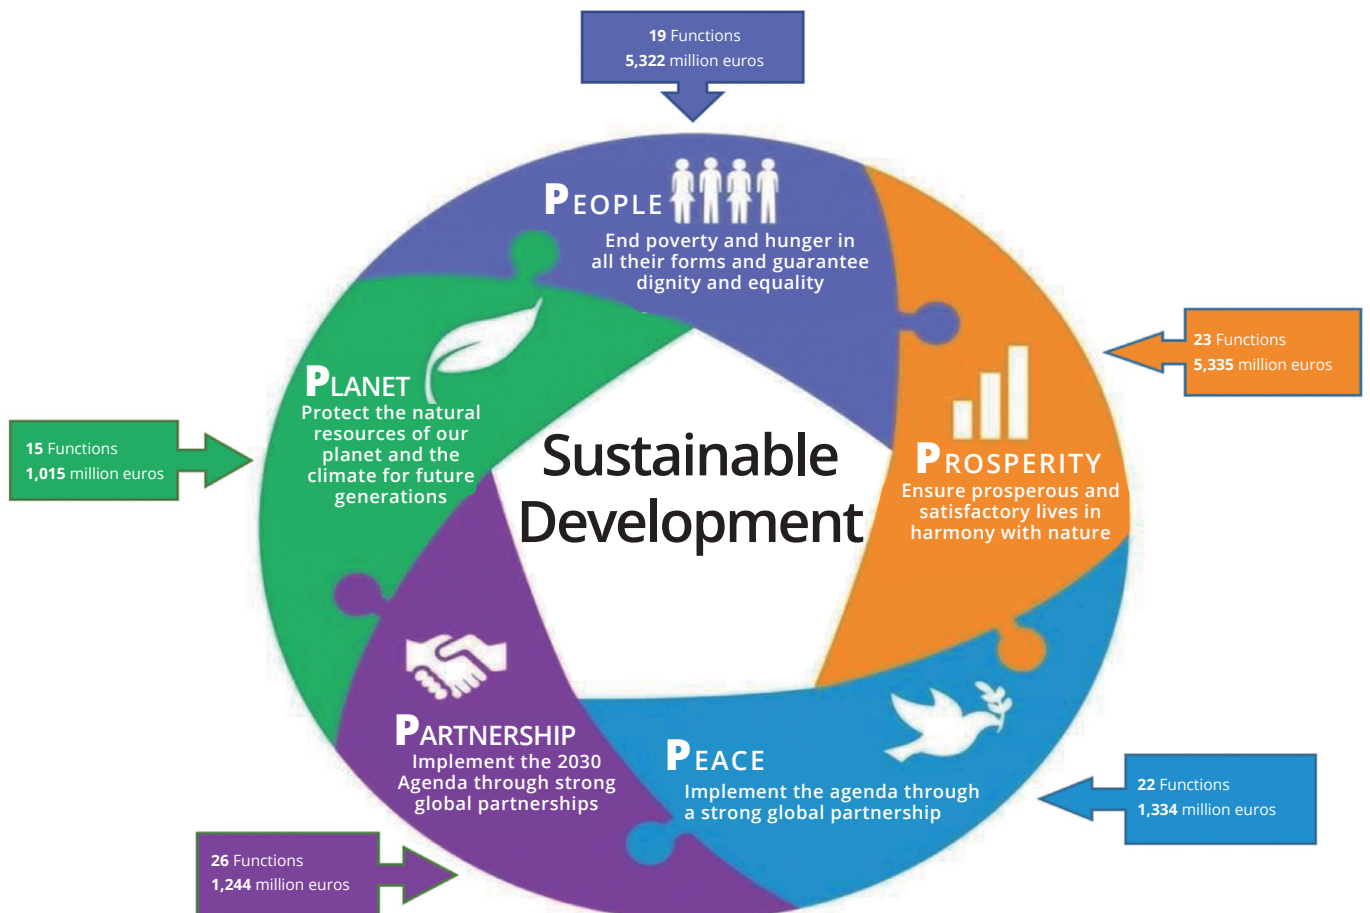 19 Functions
5,322 million euros
PEOPLE
End poverty and hunger in
all their forms and guarantee
dignity and equality
23 Functions
5,335 million euros
PROSPERITY
Ensure prosperous and
satisfactory lives in
harmony with nature
PLANET
Protect the natural
resources of our
planet and the
climate for future
generations
15 Functions
1,015 million euros
Sustainable
Development
PARTNERSHIP
Implement the 2030
Agenda through strong
global partnerships
PEACE
Implement the agenda through
a strong global partnership
22 Functions
1,334 million euros
26 Functions
1,244 million euros